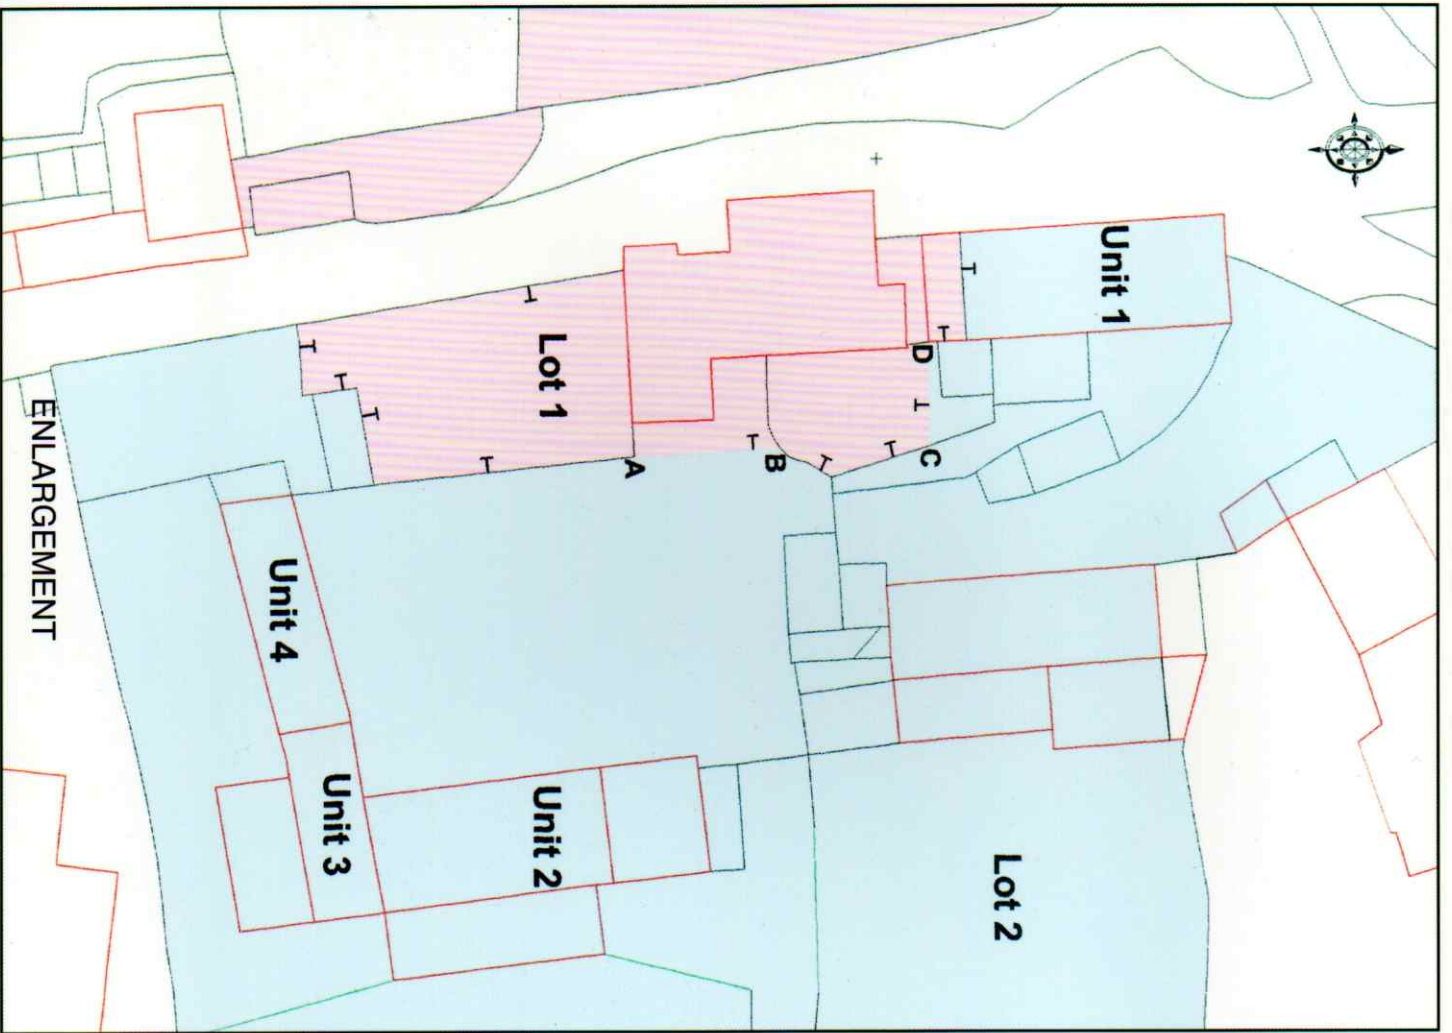 Unit 1
D
Lot 1
C
B
A
Unit 4
Unit 3
Unit 2
Lot 2
ENLARGEMENT